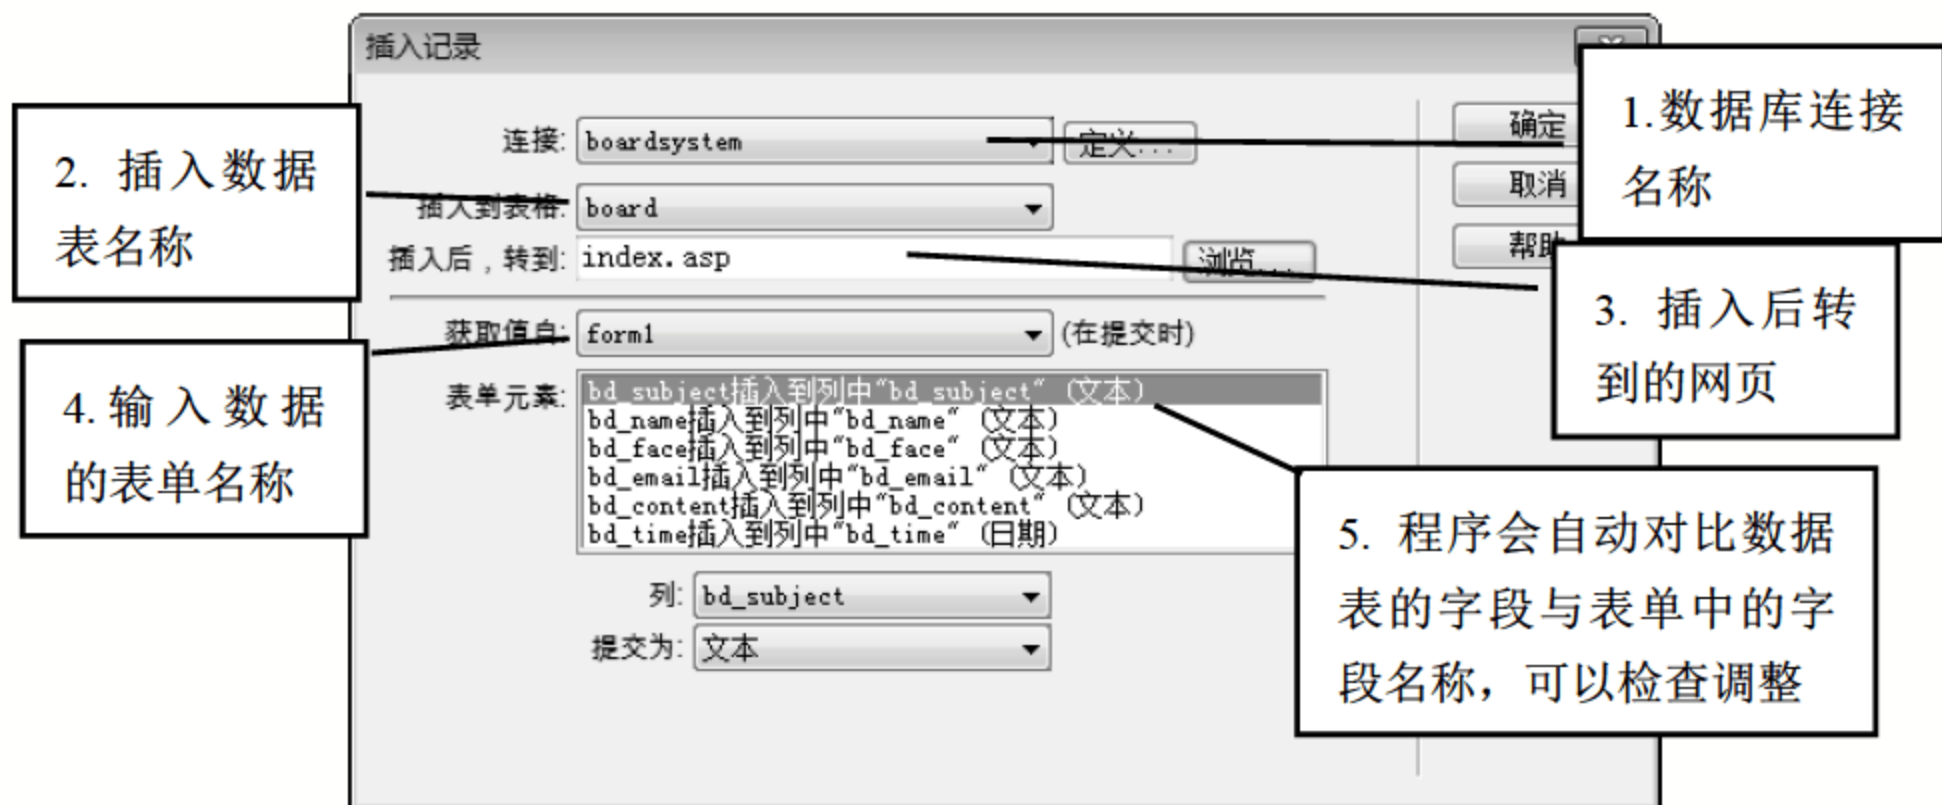 插入记录
连接: boardsystem 定义...
插入到表格: board
插入后，转到: index.asp 浏览...
获取值自: form1 (在提交时)
表单元素:
bd_subject插入到列中"bd_subject" (文本)
bd_name插入到列中"bd_name" (文本)
bd_face插入到列中"bd_face" (文本)
bd_email插入到列中"bd_email" (文本)
bd_content插入到列中"bd_content" (文本)
bd_time插入到列中"bd_time" (日期)
列: bd_subject
提交为: 文本
确定
取消
帮助
1.数据库连接
名称
2. 插入数据
表名称
3. 插入后转
到的网页
4.输入数据
的表单名称
5. 程序会自动对比数据
表的字段与表单中的字
段名称，可以检查调整